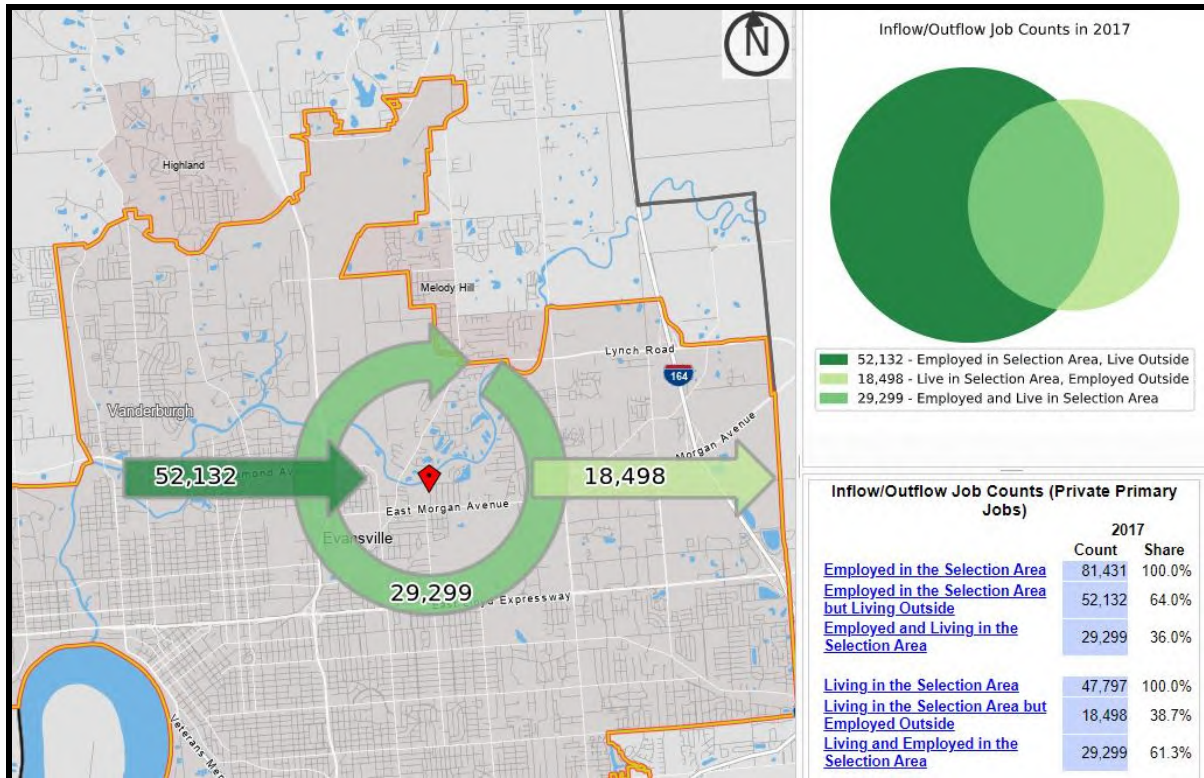 N
Highland
Melody Hill
Lynch Road
164
Vanderburgh
Morgan Avenue
52,132
18,498
East Morgan Avenue
Evansville
29,299
Expressway
Inflow/Outflow Job Counts in 2017
52,132 - Employed in Selection Area, Live Outside
18,498 - Live in Selection Area, Employed Outside
29,299 - Employed and Live in Selection Area
Inflow/Outflow Job Counts (Private Primary
Jobs)
2017
Count Share
Employed in the Selection Area 81,431 100.0%
Employed in the Selection Area
but Living Outside 52,132 64.0%
Employed and Living in the
Selection Area 29,299 36.0%
Living in the Selection Area 47,797 100.0%
Living in the Selection Area but
Employed Outside 18,498 38.7%
Living and Employed in the
Selection Area 29,299 61.3%